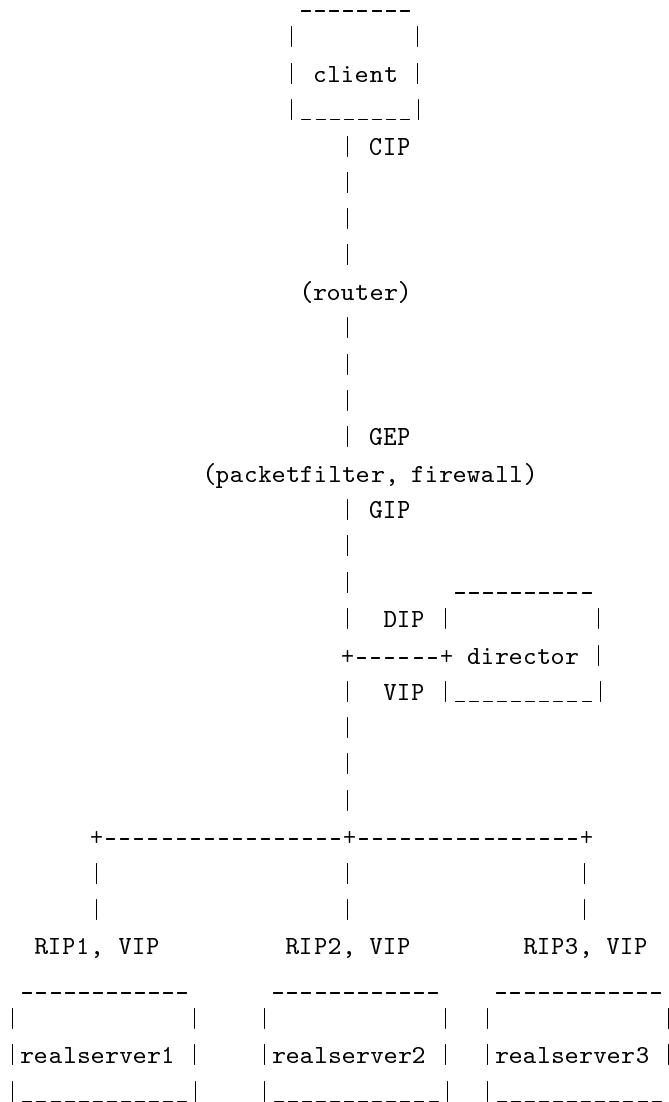 client
CIP
(router)
GEP
(packetfilter, firewall)
GIP
DIP
director
VIP
RIP1, VIP RIP2, VIP RIP3, VIP
realserver1 realserver2 realserver3